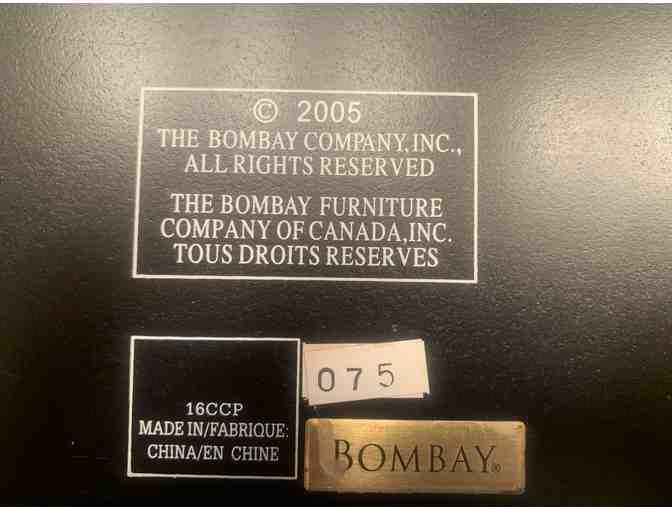 © 2005
THE BOMBAY COMPANY, INC.,
ALL RIGHTS RESERVED
THE BOMBAY FURNITURE
COMPANY OF CANADA, INC.
TOUS DROITS RESERVES
075
16CCP
MADE IN/FABRIQUE:
CHINA/EN CHINE
BOMBAY®